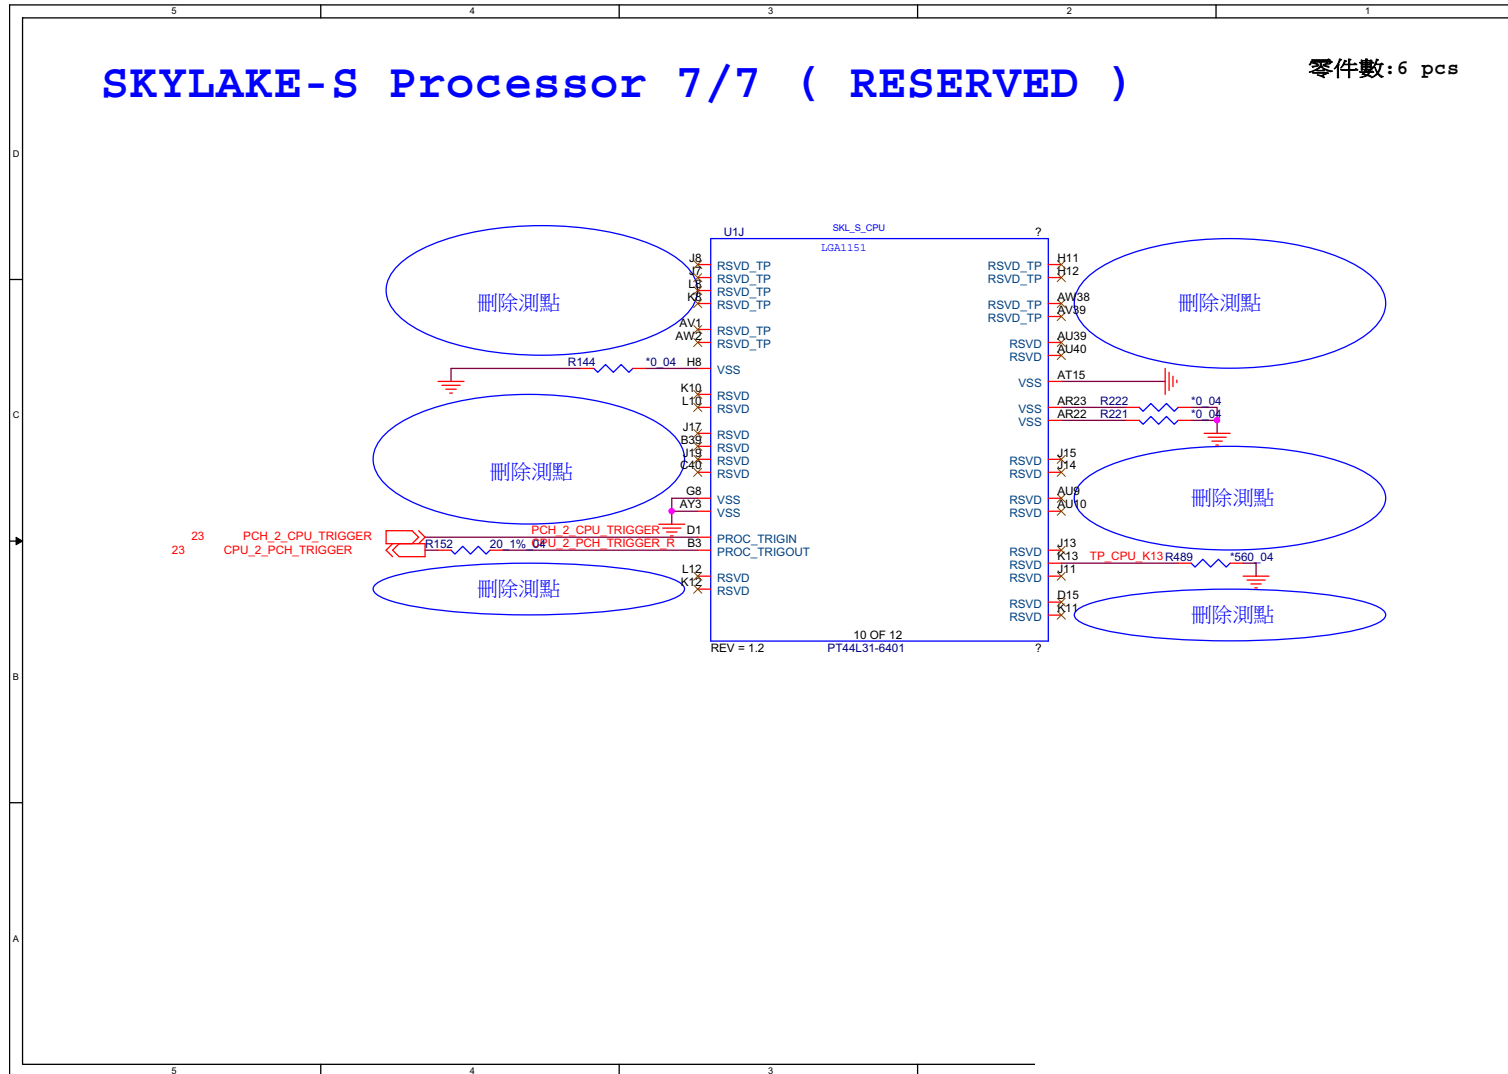 5 4 3 2 1
SKYLAKE-S Processor 7/7 ( RESERVED )
零件數:6 pcs
D
U1J
SKL_S_CPU
?
LGA1151
J8 RSVD_TP
RSVD_TP H11
J7 RSVD_TP
RSVD_TP H12
L8 RSVD_TP
K8 RSVD_TP
RSVD_TP AW38
刪除測點
刪除測點
RSVD_TP AV39
AV1 RSVD_TP
AW2 RSVD_TP
RSVD AU39
RSVD AU40
R144 *0_04 H8 VSS
VSS AT15
K10 RSVD
L10 RSVD
VSS AR23 R222 *0_04
VSS AR22 R221 *0_04
C
J17 RSVD
B39 RSVD
J19 RSVD
C40 RSVD
刪除測點
RSVD J15
RSVD J14
G8 VSS
AY3 VSS
RSVD AU9
RSVD AU10
刪除測點
23 PCH_2_CPU_TRIGGER
PCH_2_CPU_TRIGGER D1 PROC_TRIGIN
23 CPU_2_PCH_TRIGGER
R152 20_1%_04 CPU_2_PCH_TRIGGER_R B3 PROC_TRIGOUT
RSVD J13
RSVD K13 TP_CPU_K13 R489 *560_04
RSVD J11
L12 RSVD
K12 RSVD
刪除測點
RSVD D15
RSVD K11
刪除測點
10 OF 12
REV = 1.2
PT44L31-6401
?
B
A
5 4 3 2 1